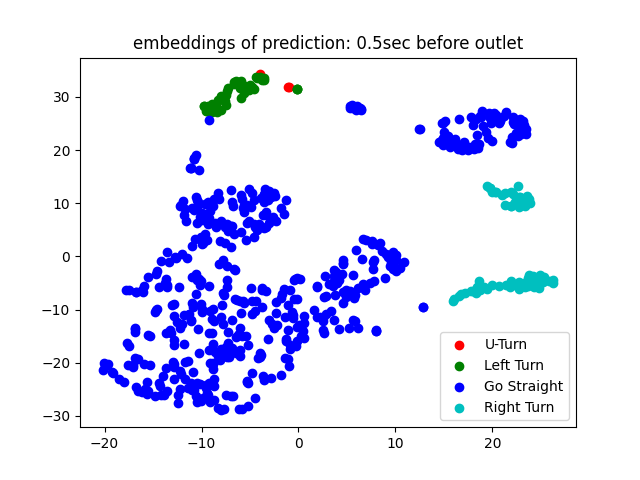 embeddings of prediction: 0.5sec before outlet
30
20
10
0
−10
−20
−30
−20
−10
0
10
20
U-Turn
Left Turn
Go Straight
Right Turn